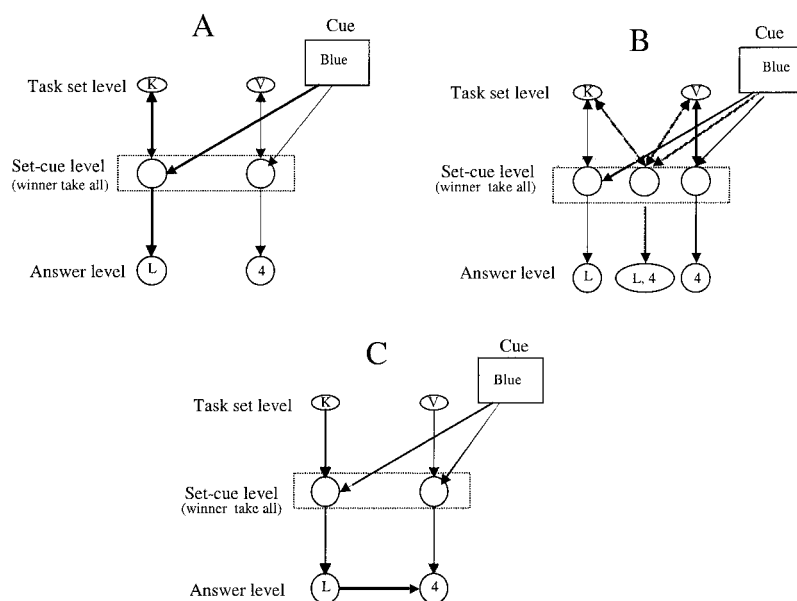 A
Cue
Blue
Task set level
K
V
Set-cue level
(winner take all)
Answer level
L
4
B
Cue
Blue
Task set level
K
V
Set-cue level
(winner take all)
Answer level
L
L, 4
4
C
Cue
Blue
Task set level
K
V
Set-cue level
(winner take all)
Answer level
L
4